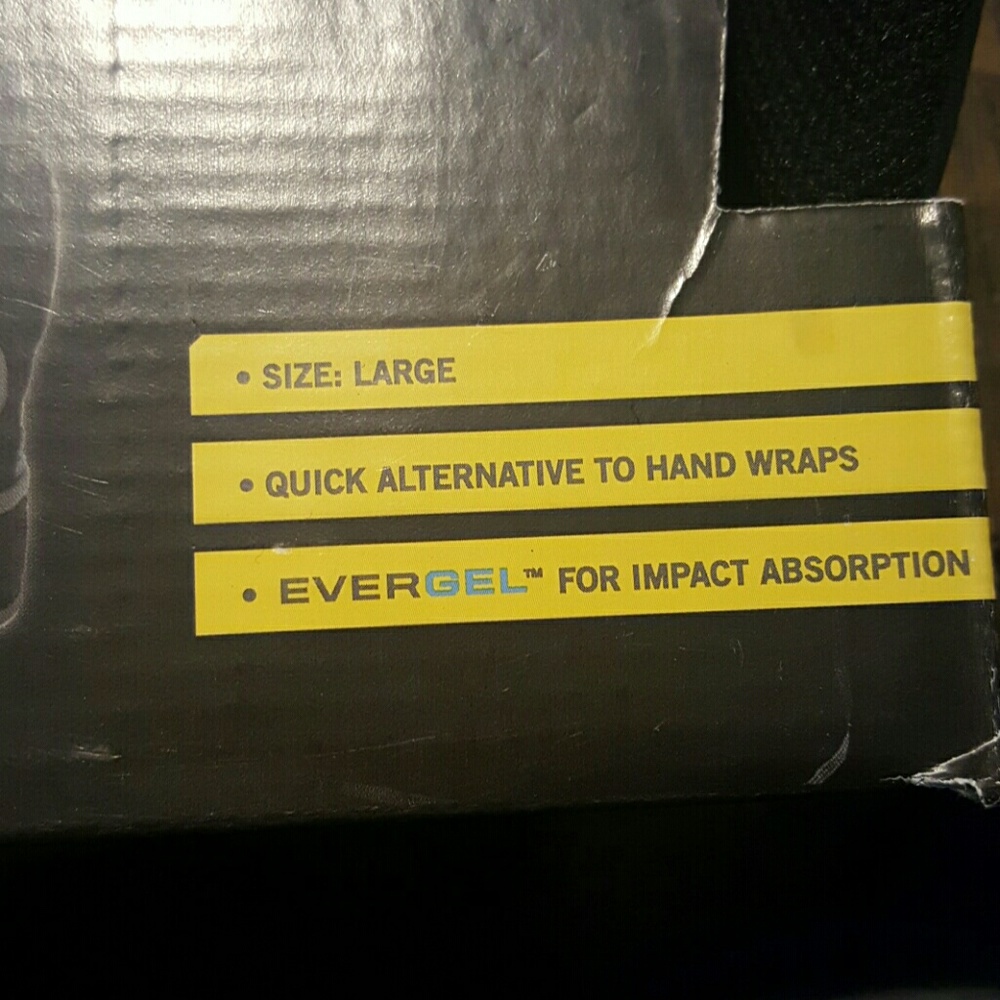 • SIZE: LARGE
• QUICK ALTERNATIVE TO HAND WRAPS
• EVERGEL™ FOR IMPACT ABSORPTION